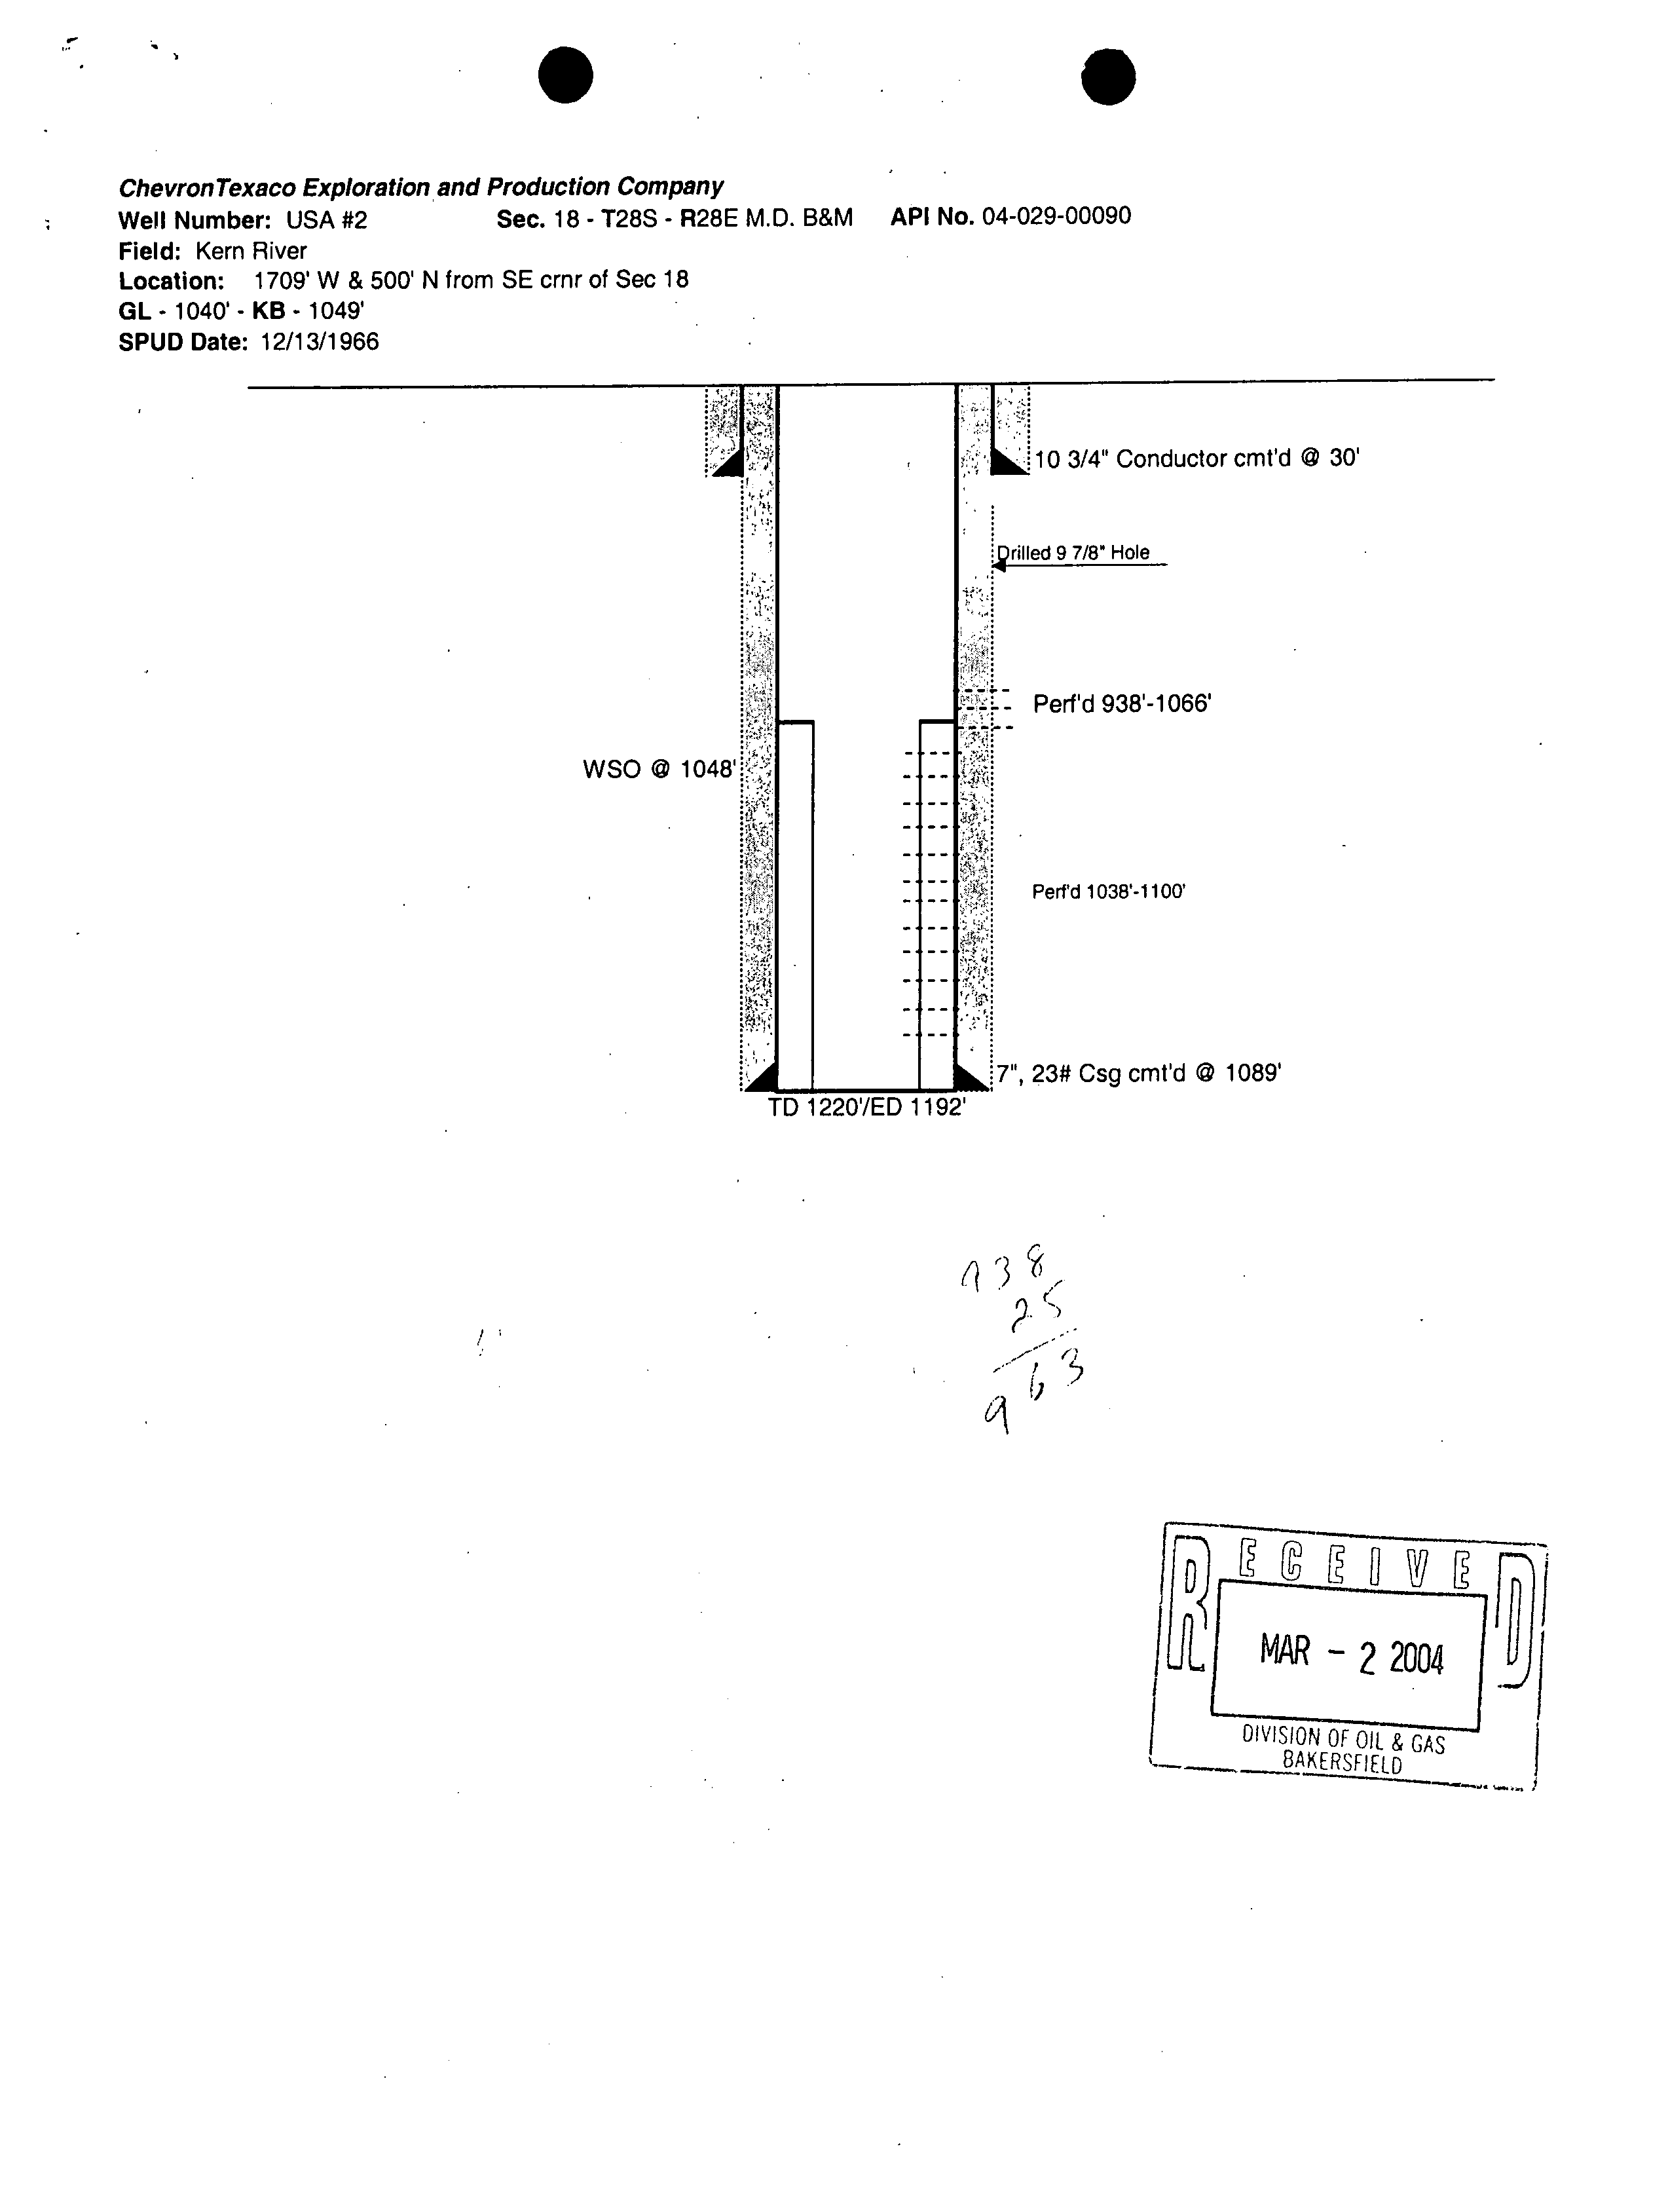 ChevronTexaco Exploration and Production Company
Well Number: USA #2 Sec. 18 - T28S - R28E M.D. B&M API No. 04-029-00090
Field: Kern River
Location: 1709' W & 500' N from SE crnr of Sec 18
GL - 1040' - KB - 1049'
SPUD Date: 12/13/1966
10 3/4" Conductor cmt'd @ 30'
Drilled 9 7/8" Hole
Perf'd 938'-1066'
WSO @ 1048'
Perf'd 1038'-1100'
7", 23# Csg cmt'd @ 1089'
TD 1220'/ED 1192'
938
25
963
RECEIVED
MAR - 2 2004
DIVISION OF OIL & GAS
BAKERSFIELD